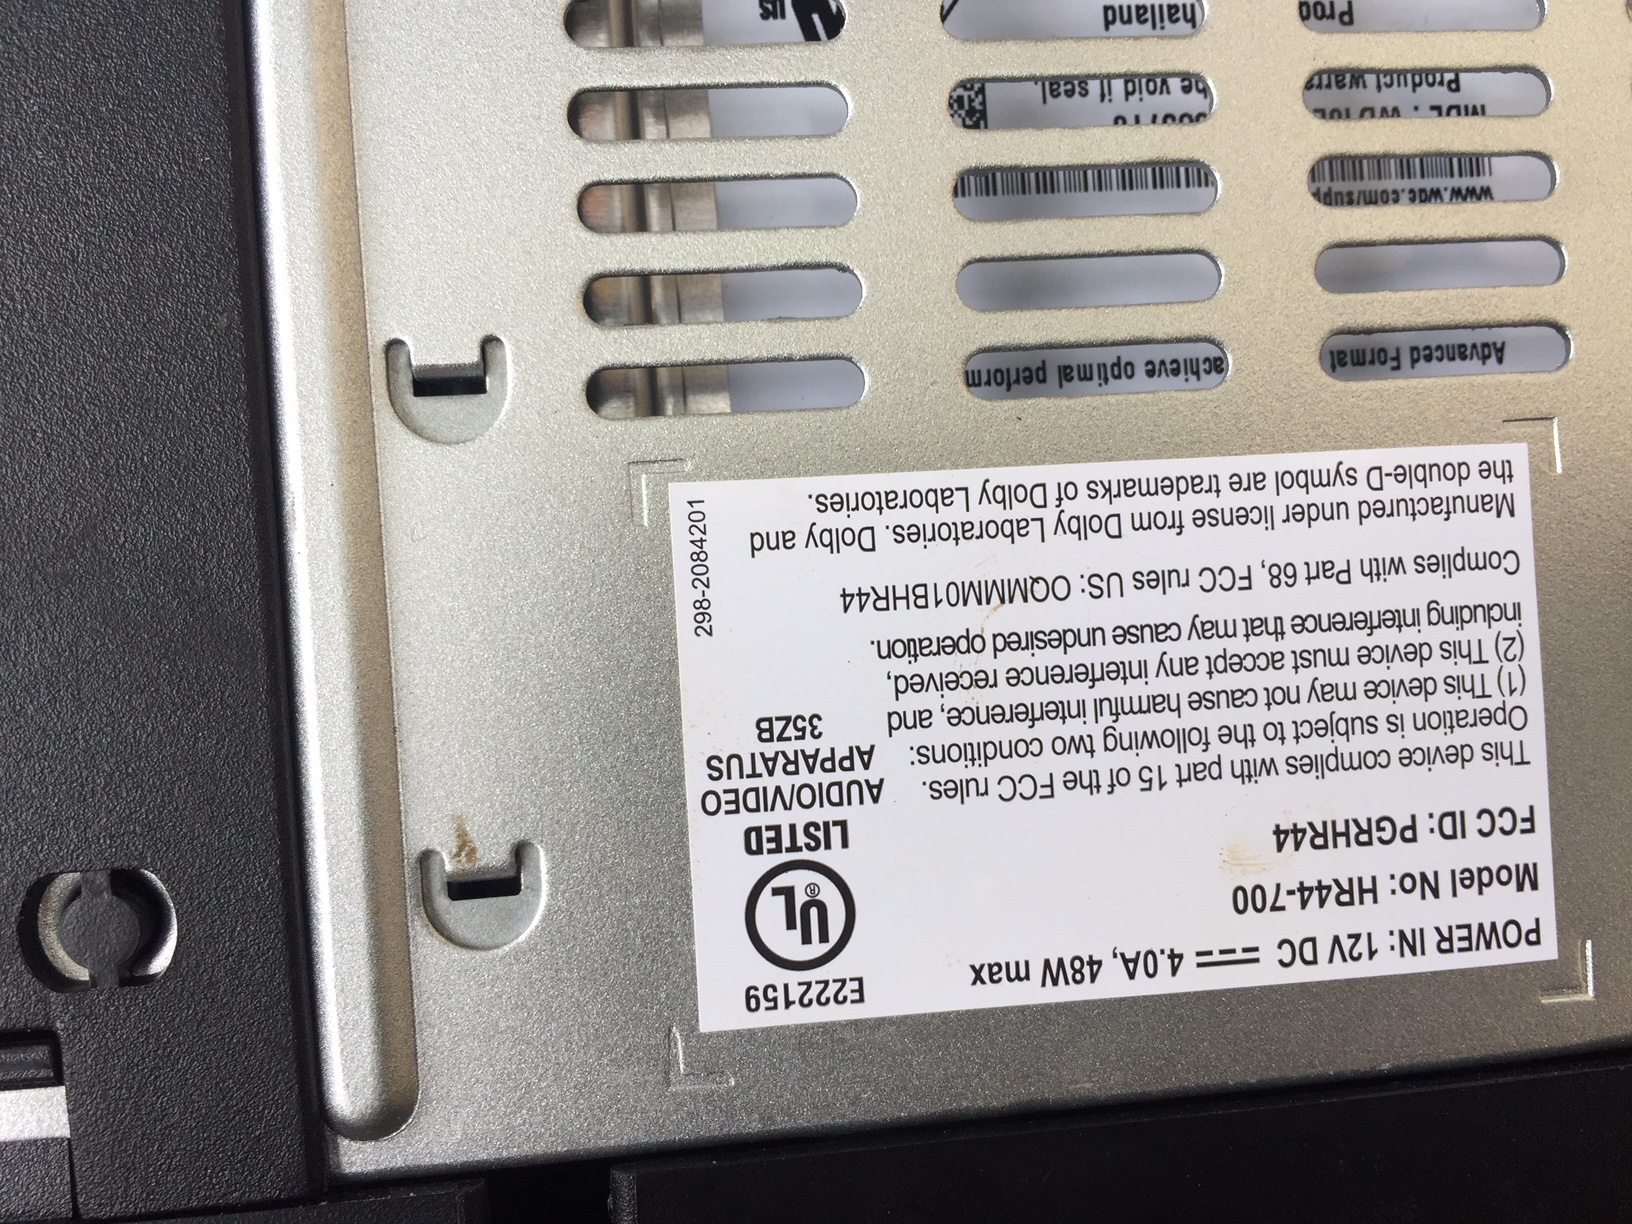 POWER IN: 12V DC 4.0A, 48W max
Model No: HR44-700
FCC ID: PGRHR44
This device complies with part 15 of the FCC rules.
Operation is subject to the following two conditions:
(1) This device may not cause harmful interference, and
(2) This device must accept any interference received,
including interference that may cause undesired operation.
Complies with Part 68, FCC rules US: OQMMM01BHR44
Manufactured under license from Dolby Laboratories. Dolby and
the double-D symbol are trademarks of Dolby Laboratories.
E222159
UL ®
LISTED
AUDIO/VIDEO
APPARATUS
35ZB
298-2084201
Advanced Format
achieve optimal perform
www.wdc.com/supp
MDL: WD10E
Product warra
be void if seal.
Prod
hailand
US